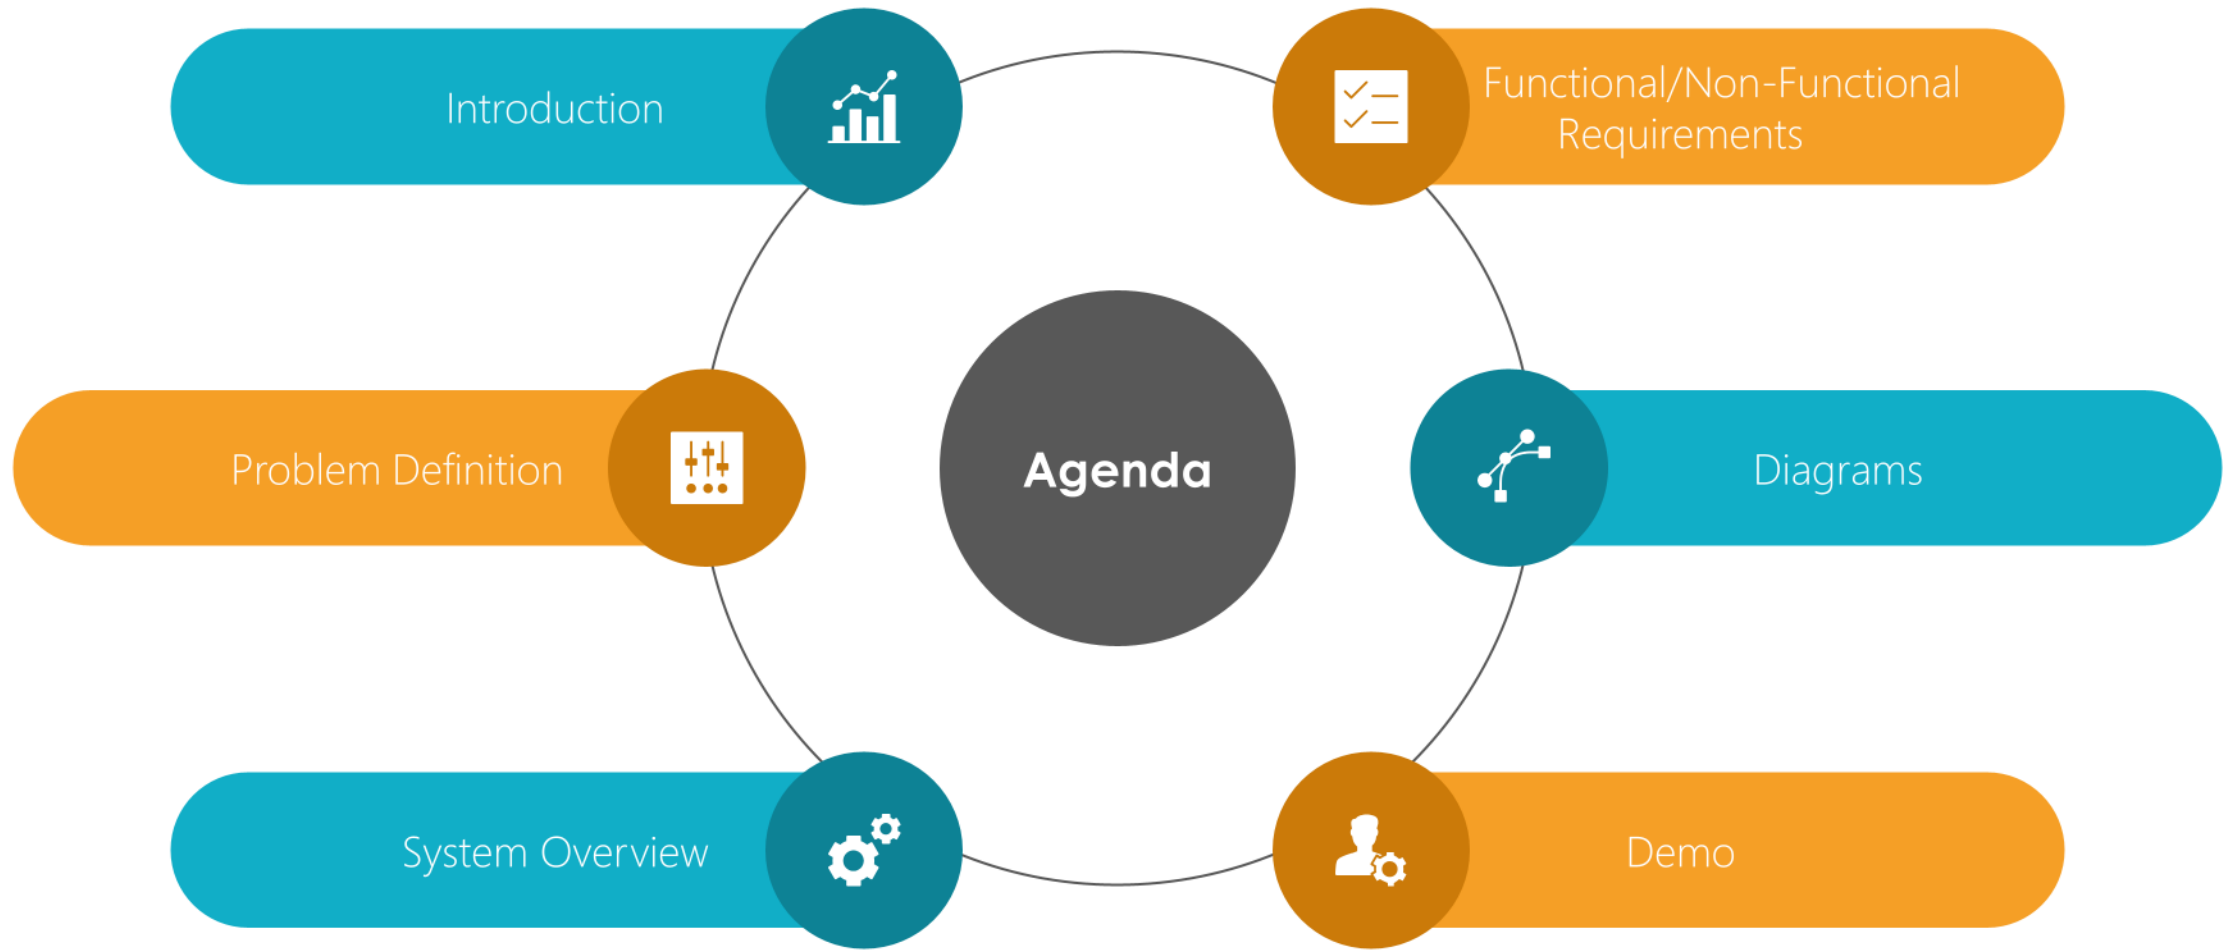 Introduction
Problem Definition
System Overview
Agenda
Functional/Non-Functional
Requirements
Diagrams
Demo